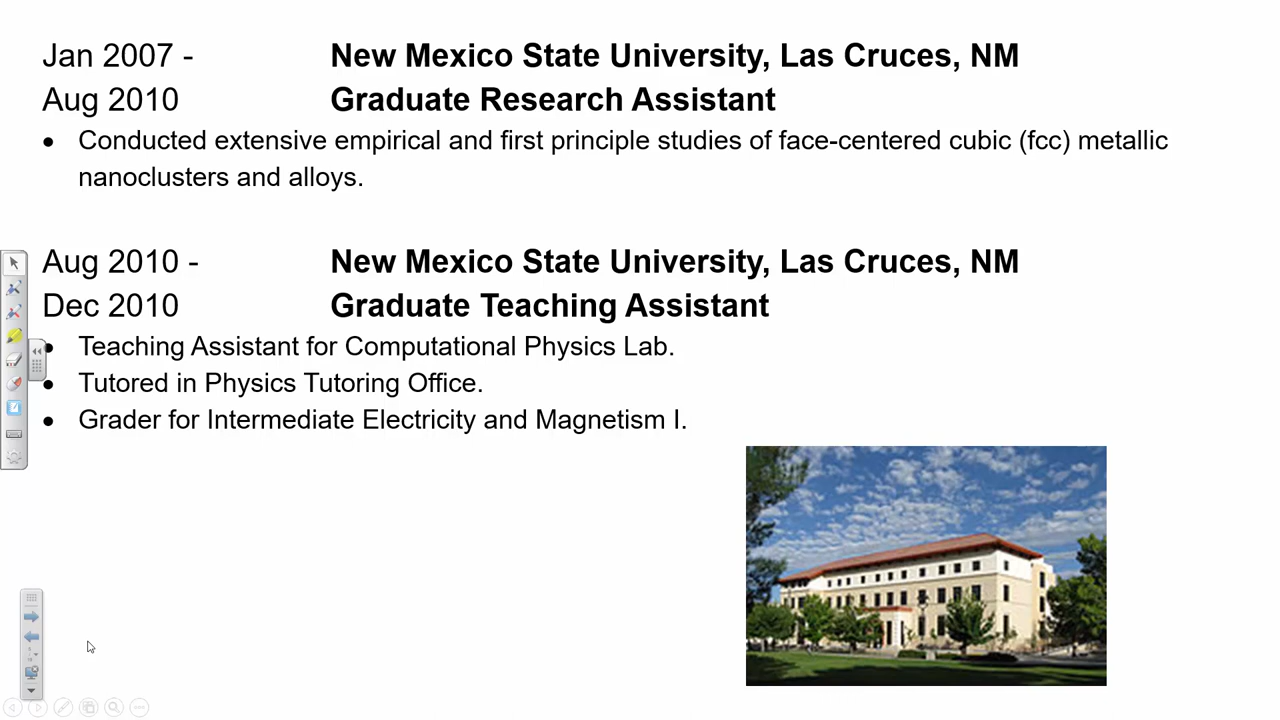 Jan 2007 - New Mexico State University, Las Cruces, NM
Aug 2010 Graduate Research Assistant
• Conducted extensive empirical and first principle studies of face-centered cubic (fcc) metallic
nanoclusters and alloys.
Aug 2010 - New Mexico State University, Las Cruces, NM
Dec 2010 Graduate Teaching Assistant
• Teaching Assistant for Computational Physics Lab.
• Tutored in Physics Tutoring Office.
• Grader for Intermediate Electricity and Magnetism I.